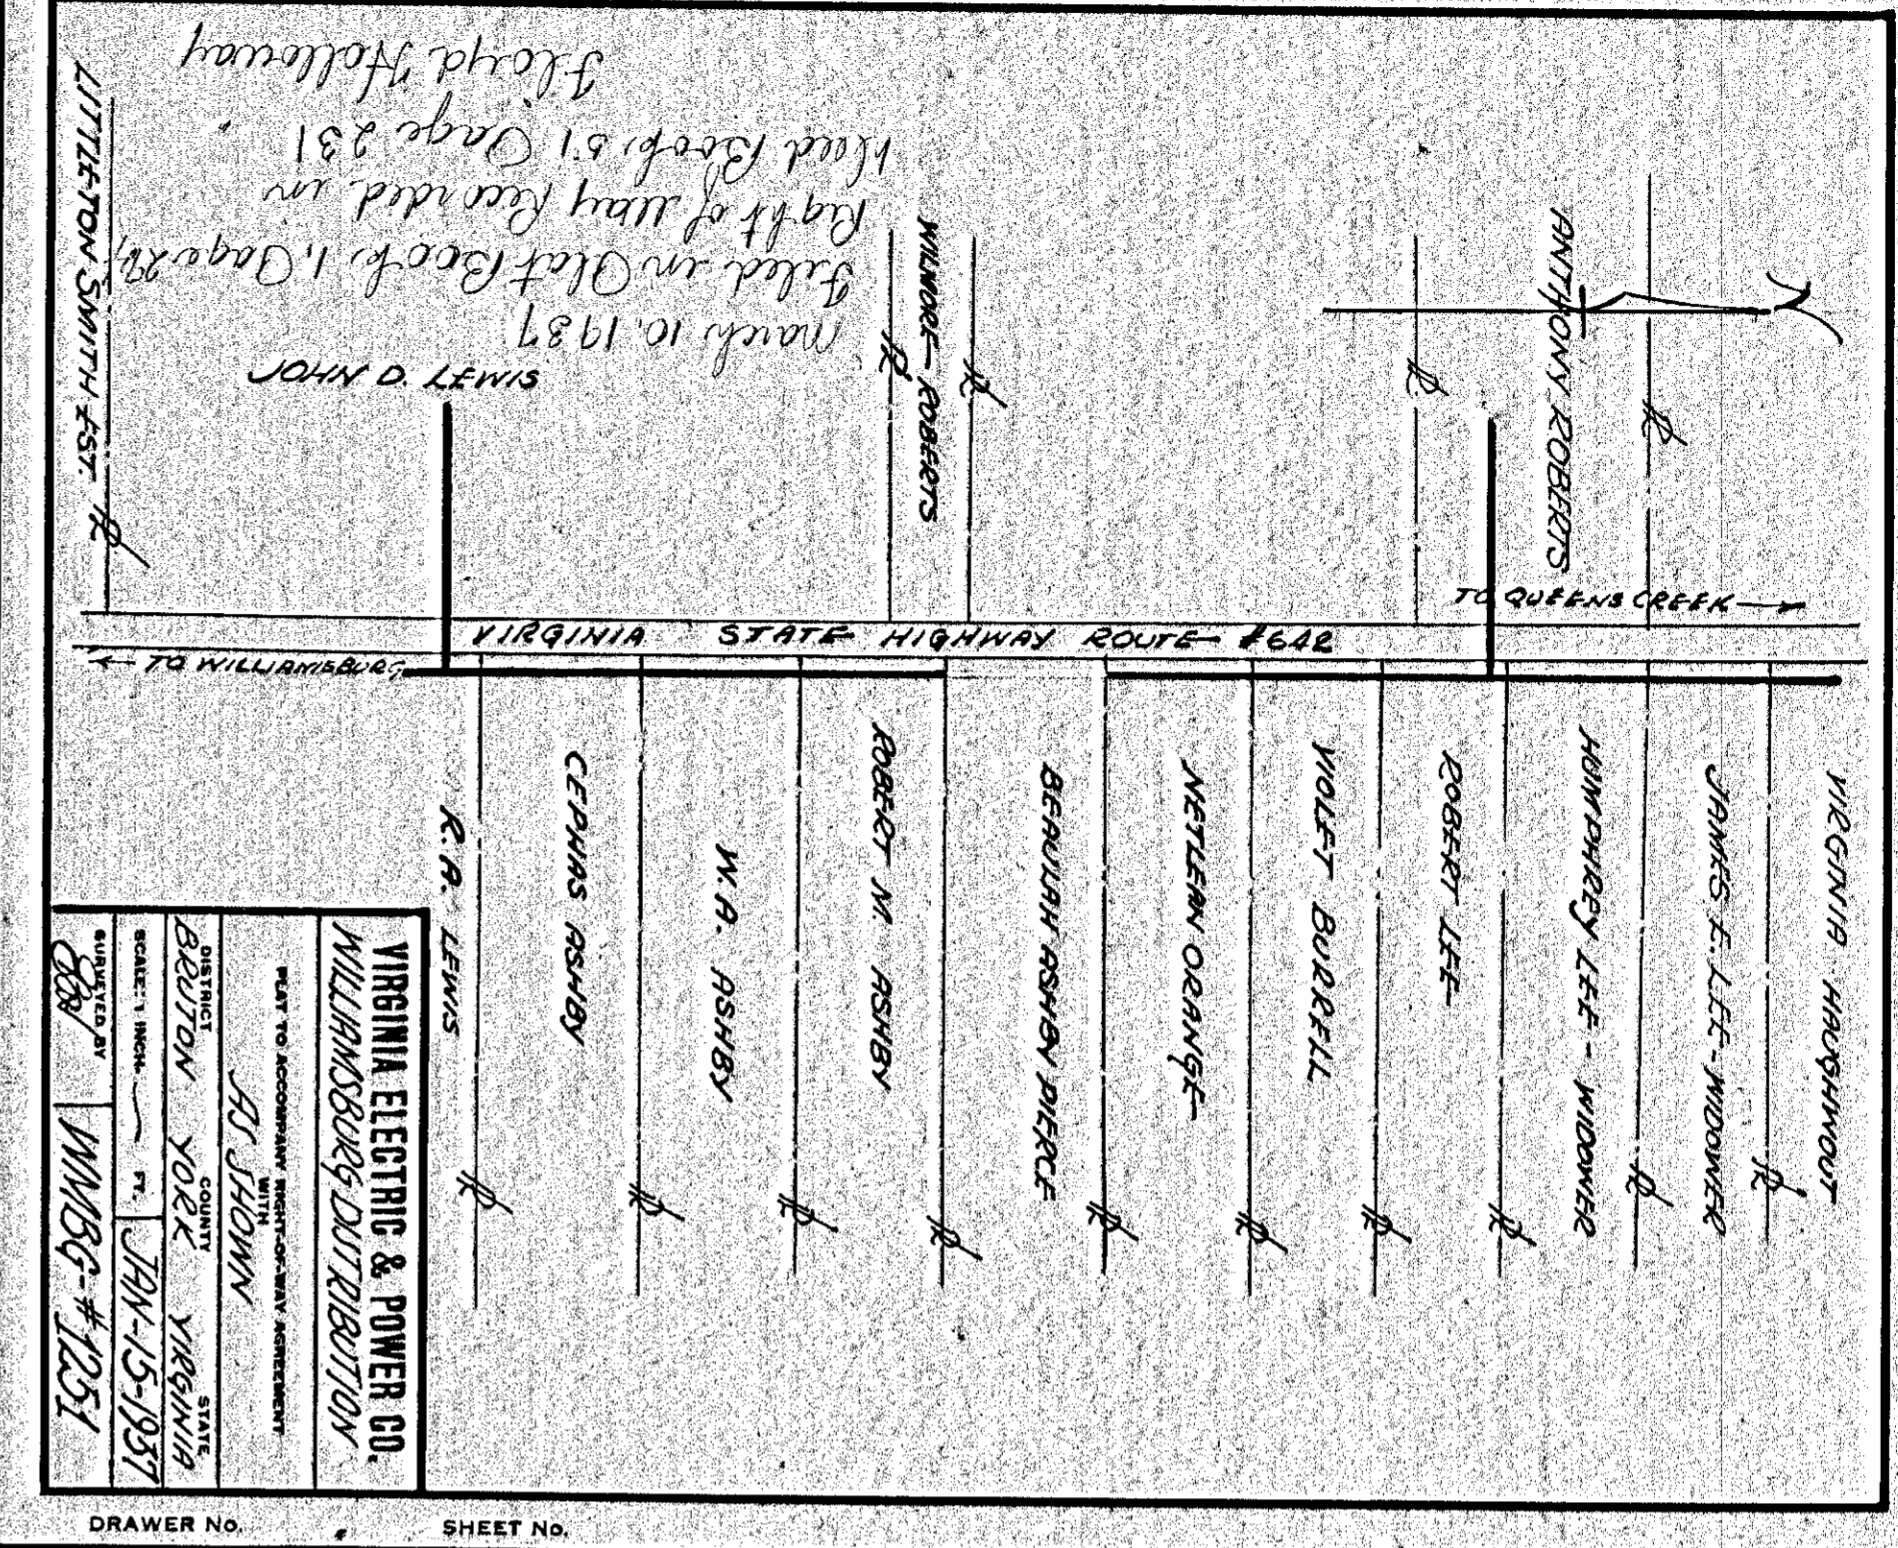 March 10, 1937
Filed in Plat Book 1, Page 27,
Right of Way Recorded in
Deed Book 51, Page 231
Floyd Holloway
LITTLETON SMITH EST.
JOHN D. LEWIS
WILMORE ROBERTS
ANTHONY ROBERTS
TO QUEENS CREEK
VIRGINIA STATE HIGHWAY ROUTE #642
TO WILLIAMSBURG
R.A. LEWIS
CEPHAS ASHBY
W.A. ASHBY
ROBERT M. ASHBY
BEAULAH ASHBY PIERCE
NETLEAN ORANGE
VIOLET BURRELL
ROBERT LEE
HUMPHREY LEE - WIDOWER
JAMES F. LEE - WIDOWER
VIRGINIA HAUGHWOUT
VIRGINIA ELECTRIC & POWER CO.
WILLIAMSBURG DISTRIBUTION
PLAT TO ACCOMPANY RIGHT-OF-WAY AGREEMENT
WITH
AS SHOWN
DISTRICT COUNTY STATE
BRUTON YORK VIRGINIA
SCALE: 1 INCH= FT. JAN-15-1937
SURVEYED BY
WMBG-#1251
DRAWER No. SHEET No.